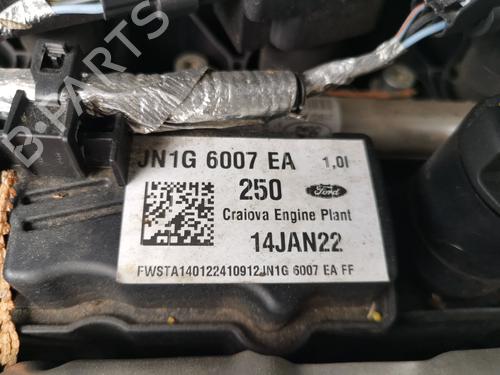 B-PARTS
JN1G 6007 EA 1,0l
250 Ford
Craiova Engine Plant
14JAN22
FWSTA140122410912JN1G 6007 EA FF